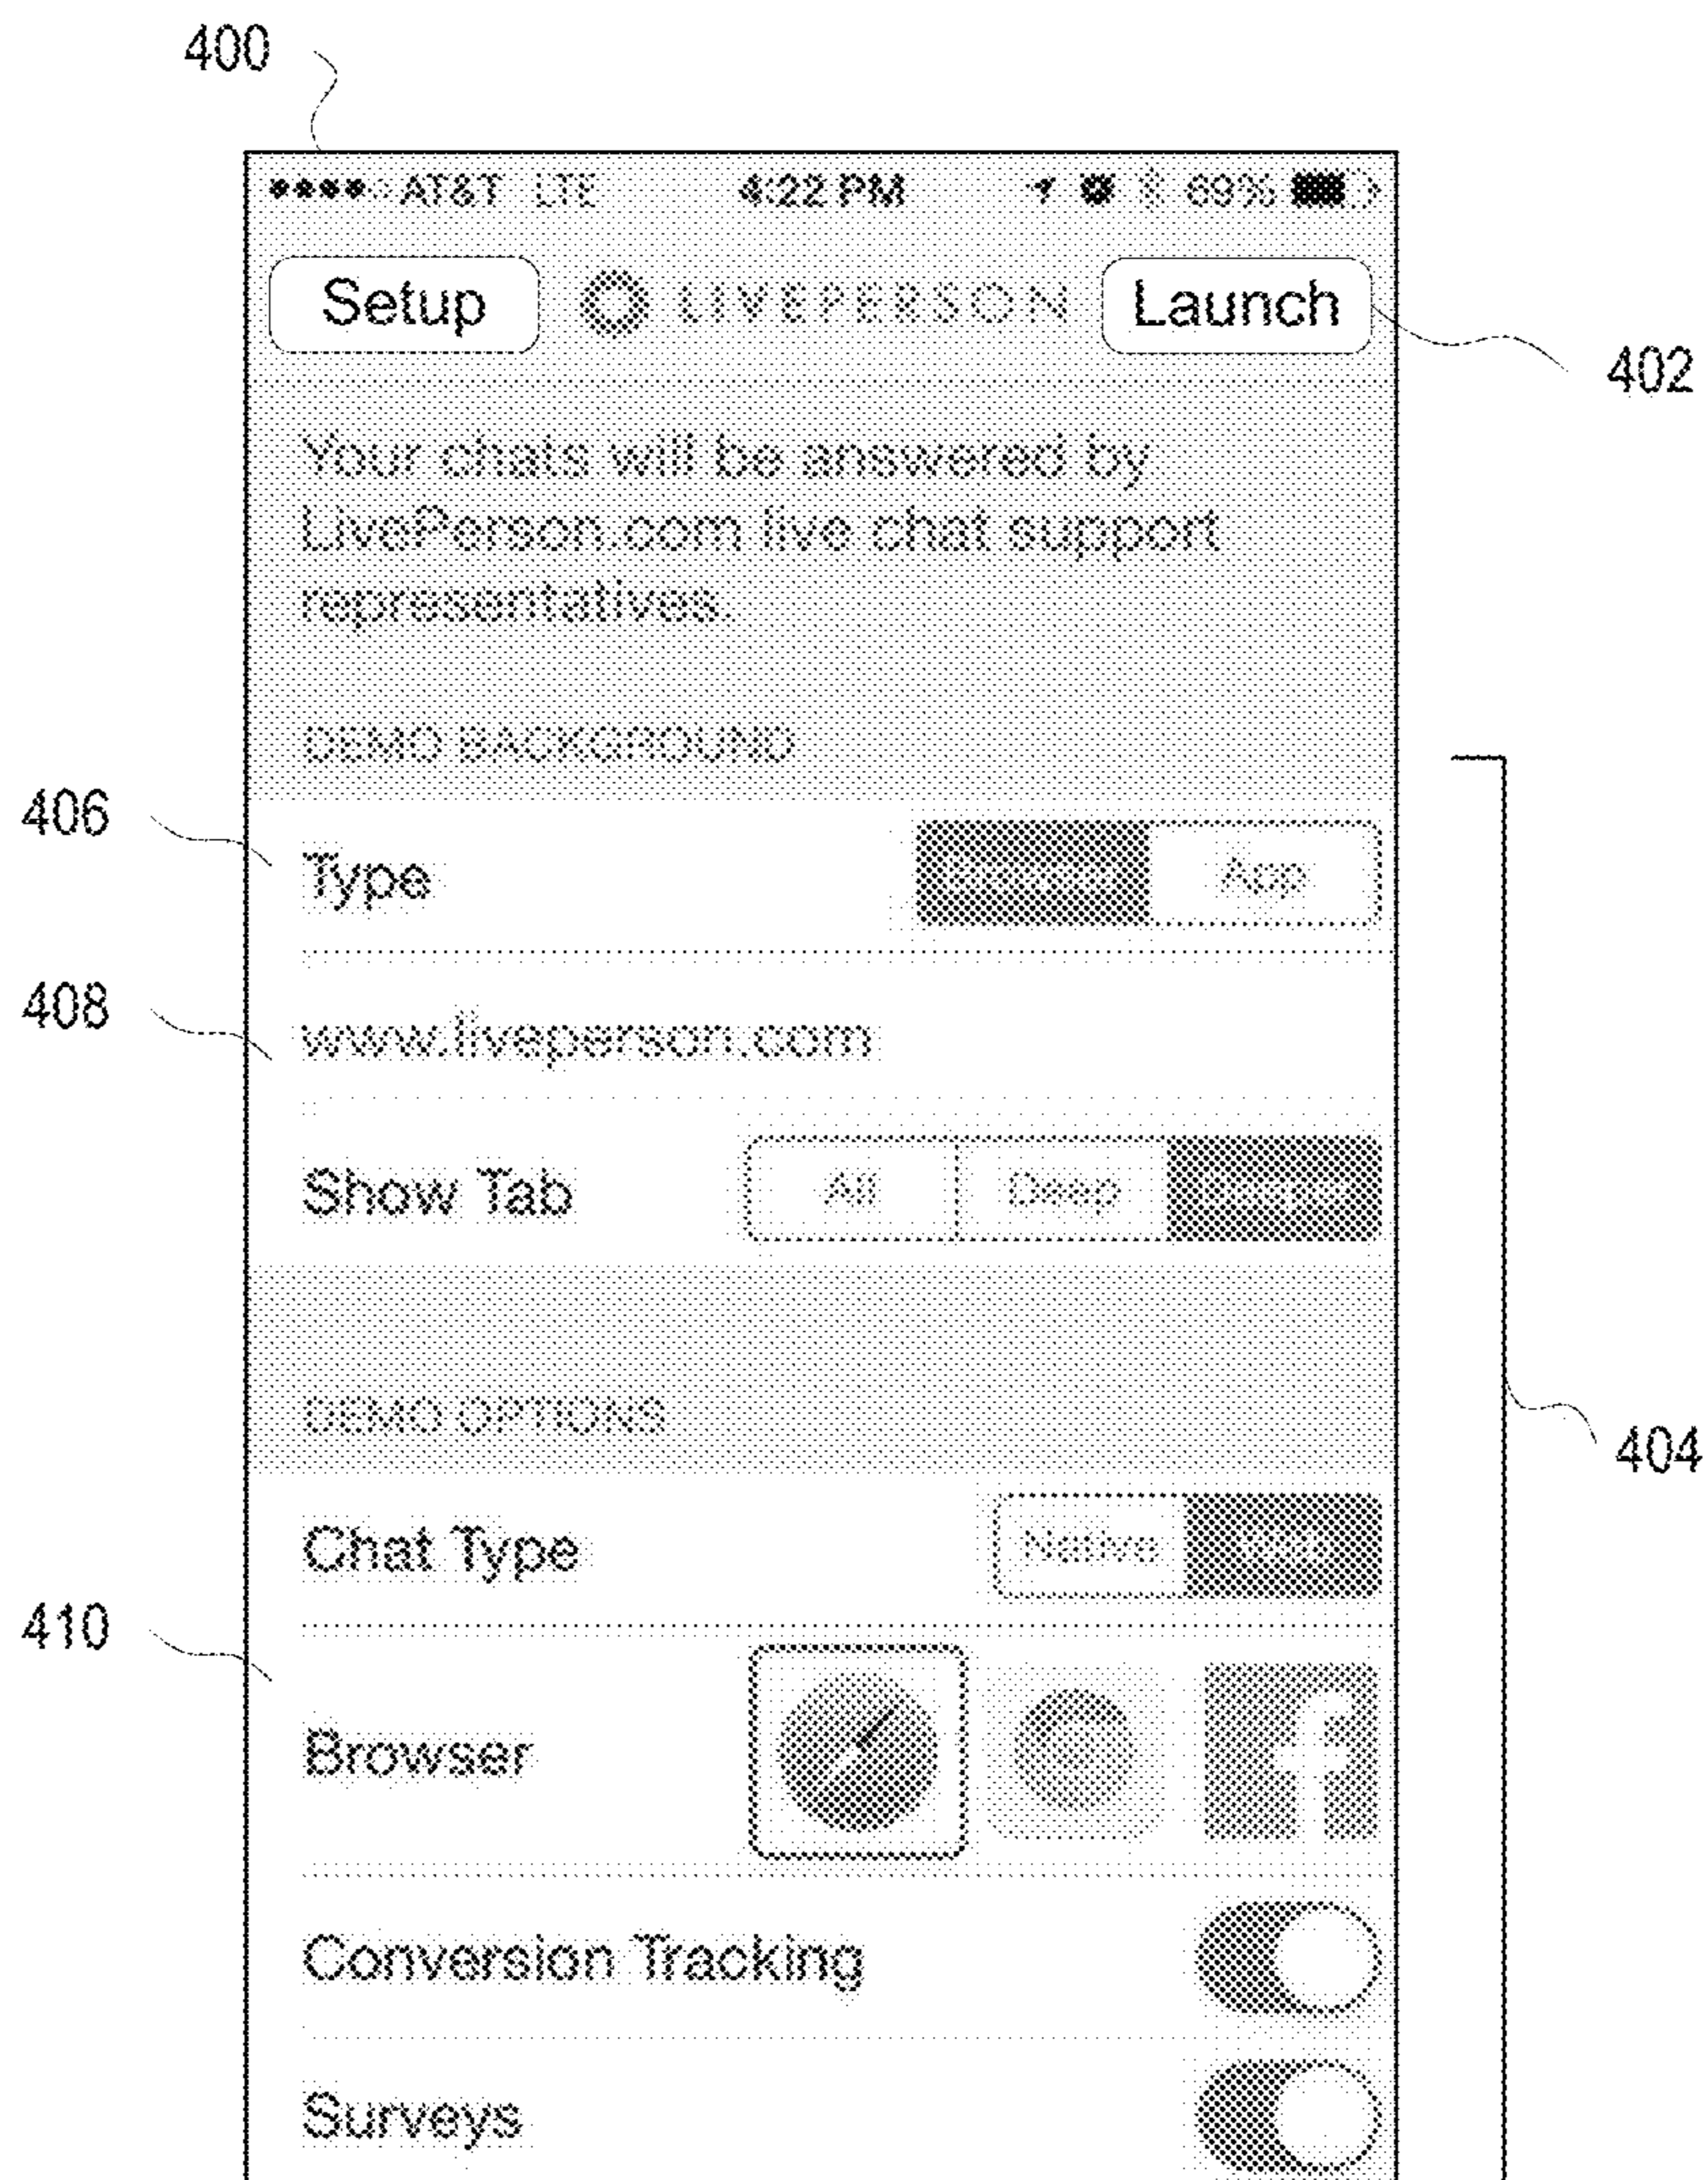 400
AT&T LTE 4:22 PM 69%
Setup LIVEPERSON Launch
402
Your chats will be answered by
LivePerson.com live chat support
representatives.
DEMO BACKGROUND
406
Type App
408
www.liveperson.com
Show Tab All Deep
DEMO OPTIONS
404
Chat Type Native
410
Browser
Conversion Tracking
Surveys